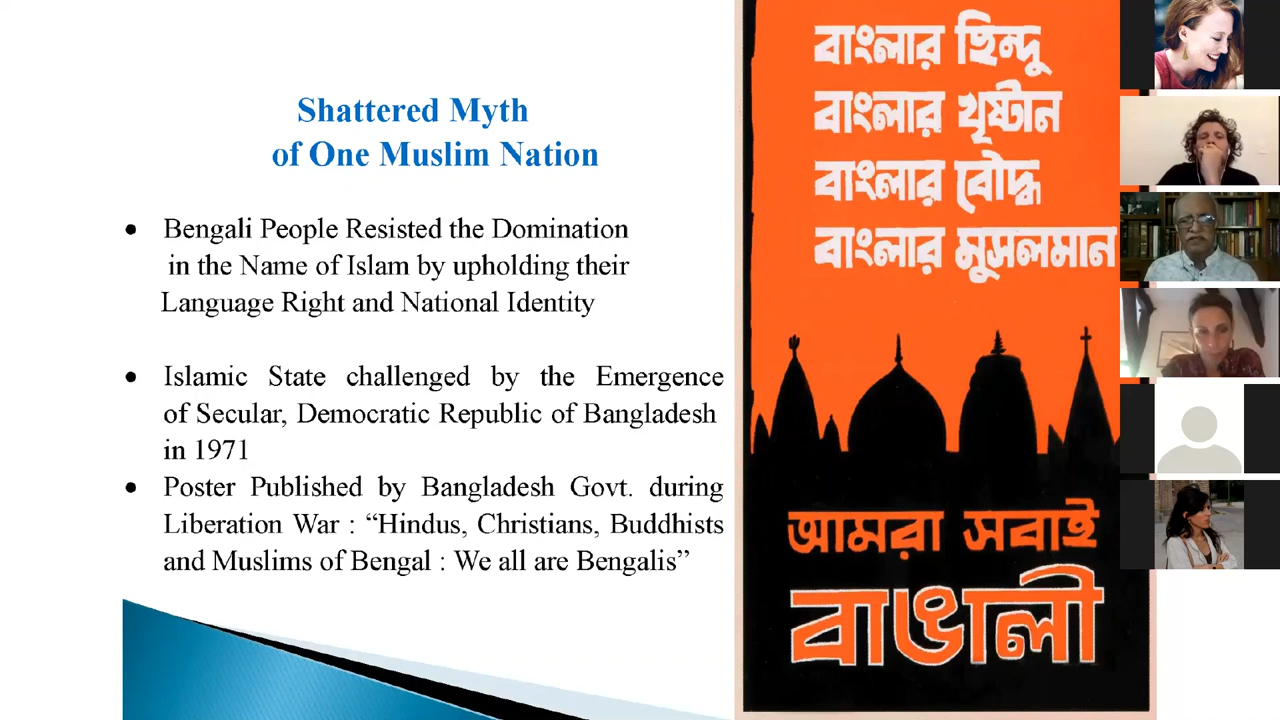 Shattered Myth
of One Muslim Nation
• Bengali People Resisted the Domination
in the Name of Islam by upholding their
Language Right and National Identity
• Islamic State challenged by the Emergence
of Secular, Democratic Republic of Bangladesh
in 1971
• Poster Published by Bangladesh Govt. during
Liberation War : “Hindus, Christians, Buddhists
and Muslims of Bengal : We all are Bengalis”
বাংলার হিন্দু
বাংলার খৃষ্টান
বাংলার বৌদ্ধ
বাংলার মুসলমান
আমরা সবাই
বাঙালী